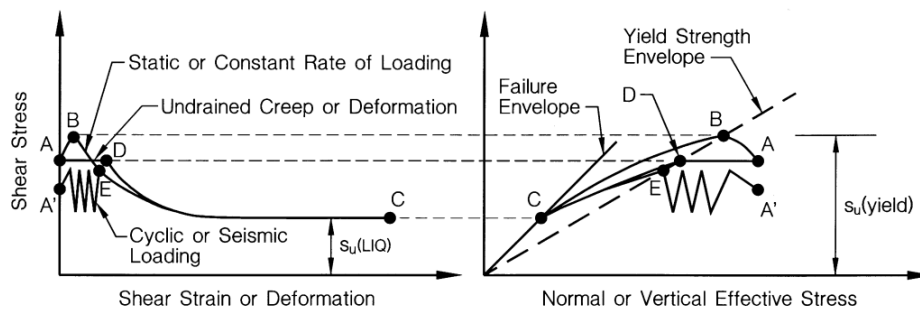 Shear Stress
Static or Constant Rate of Loading
Undrained Creep or Deformation
B
A
D
E
A'
C
Cyclic or Seismic
Loading
su(LIQ)
Shear Strain or Deformation
Yield Strength
Envelope
Failure
Envelope
D
B
A
E
C
A'
su(yield)
Normal or Vertical Effective Stress